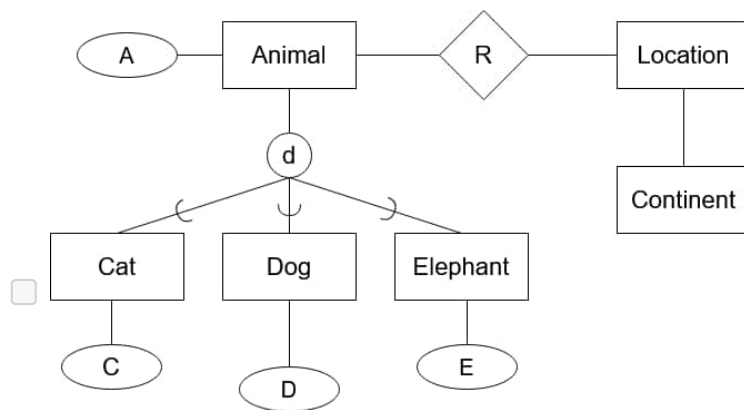 A
Animal
R
Location
d
Continent
Cat
Dog
Elephant
C
D
E